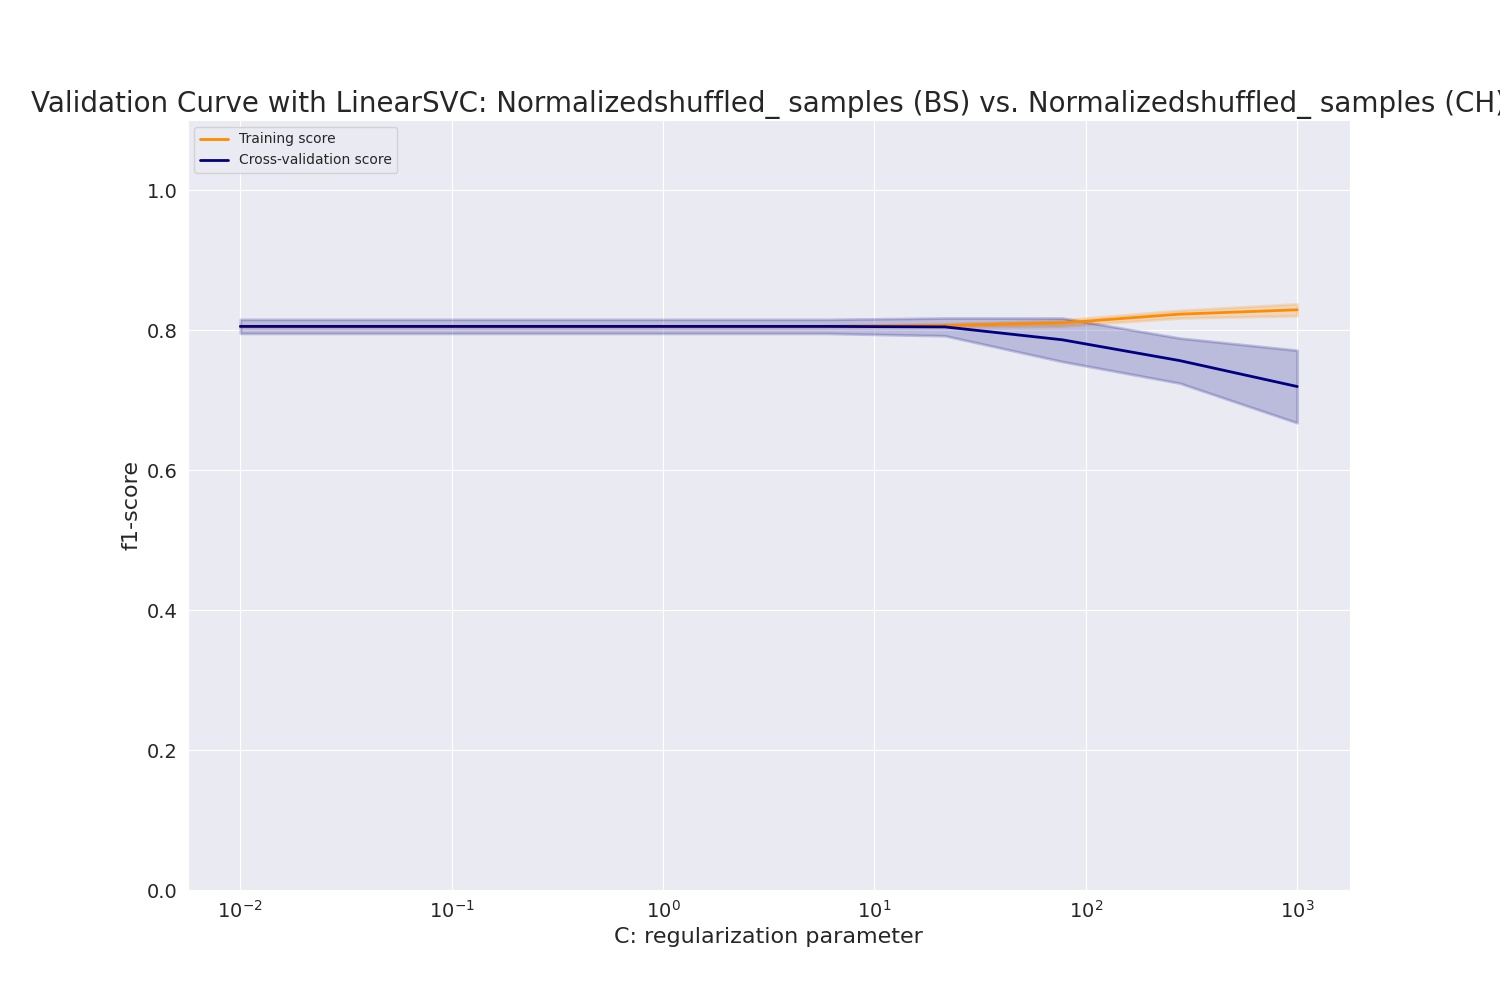 Validation Curve with LinearSVC: Normalizedshuffled_ samples (BS) vs. Normalizedshuffled_ samples (CH)
Training score
Cross-validation score
1.0
0.8
0.6
0.4
0.2
0.0
f1-score
10⁻² 10⁻¹ 10⁰ 10¹ 10² 10³
C: regularization parameter